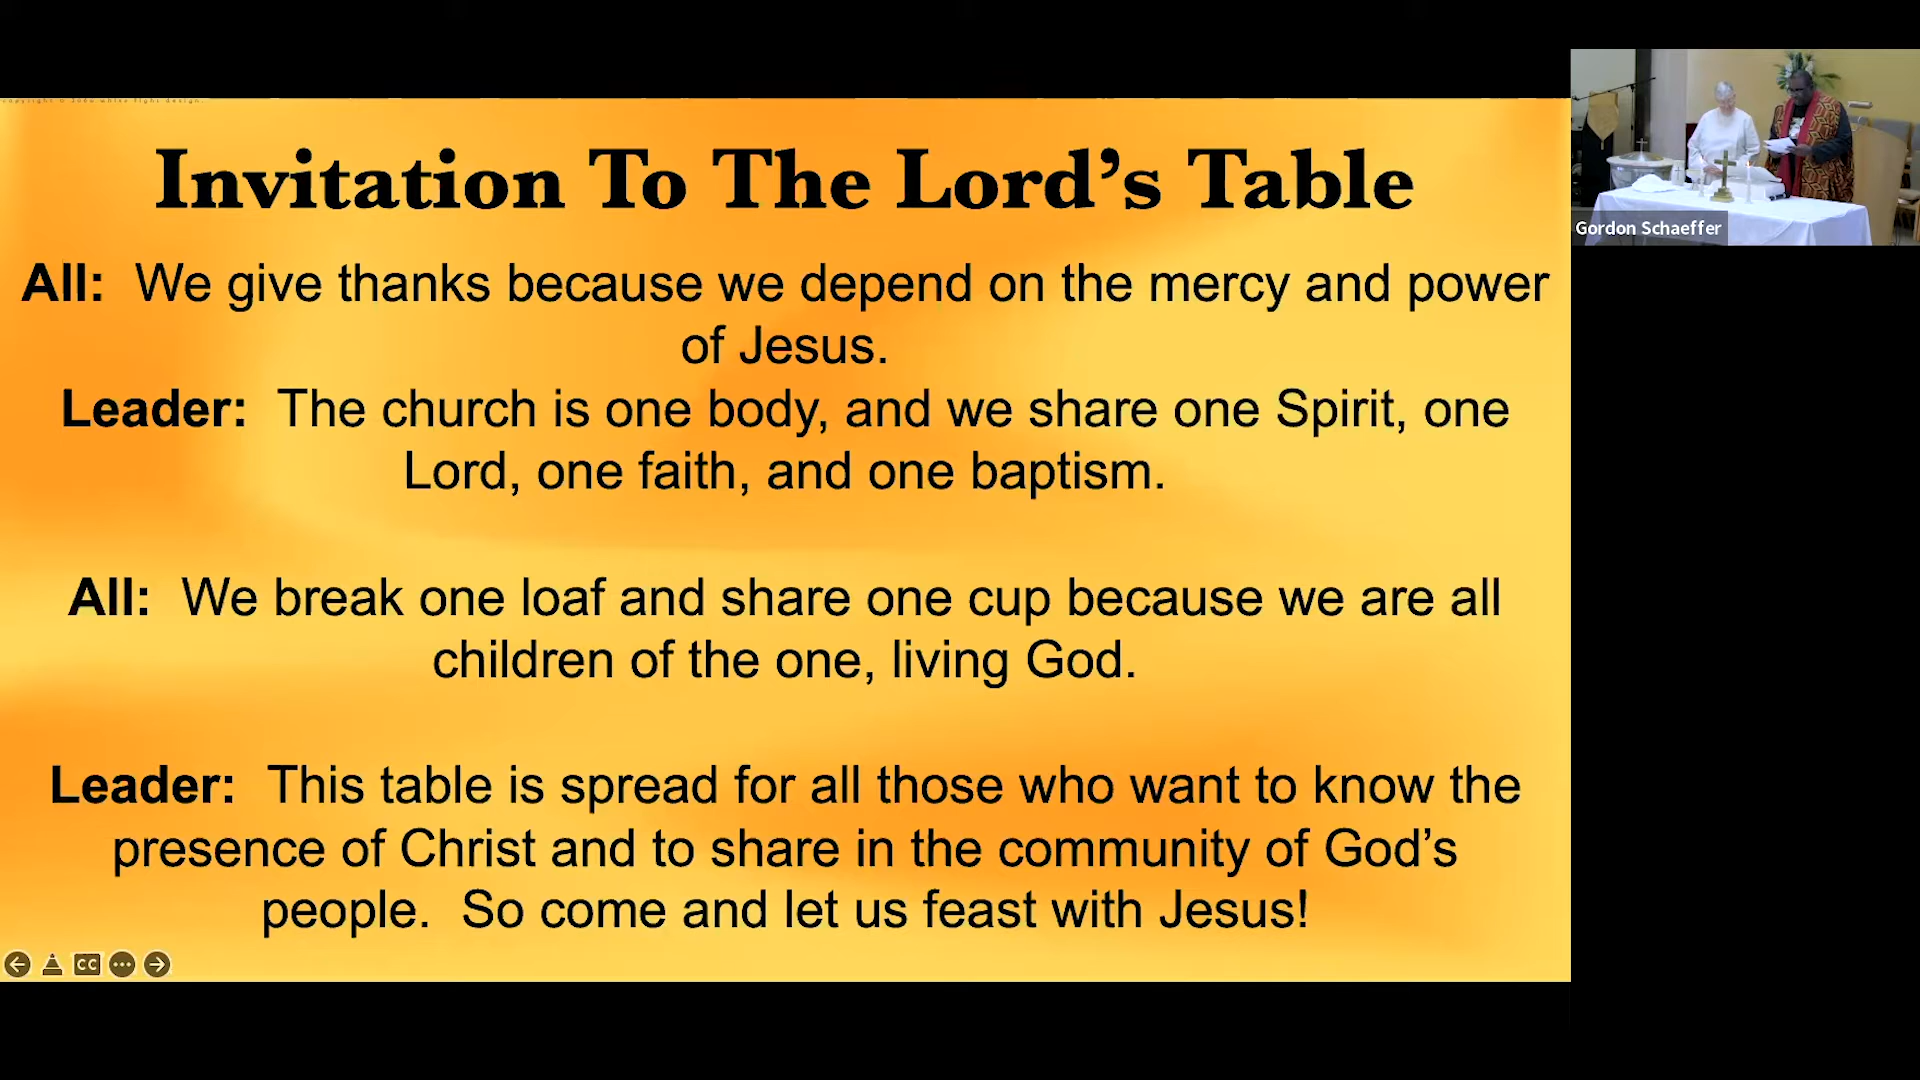 Invitation To The Lord’s Table
All:  We give thanks because we depend on the mercy and power
of Jesus.
Leader:  The church is one body, and we share one Spirit, one
Lord, one faith, and one baptism.
All:  We break one loaf and share one cup because we are all
children of the one, living God.
Leader:  This table is spread for all those who want to know the
presence of Christ and to share in the community of God’s
people.  So come and let us feast with Jesus!
CC
Gordon Schaeffer